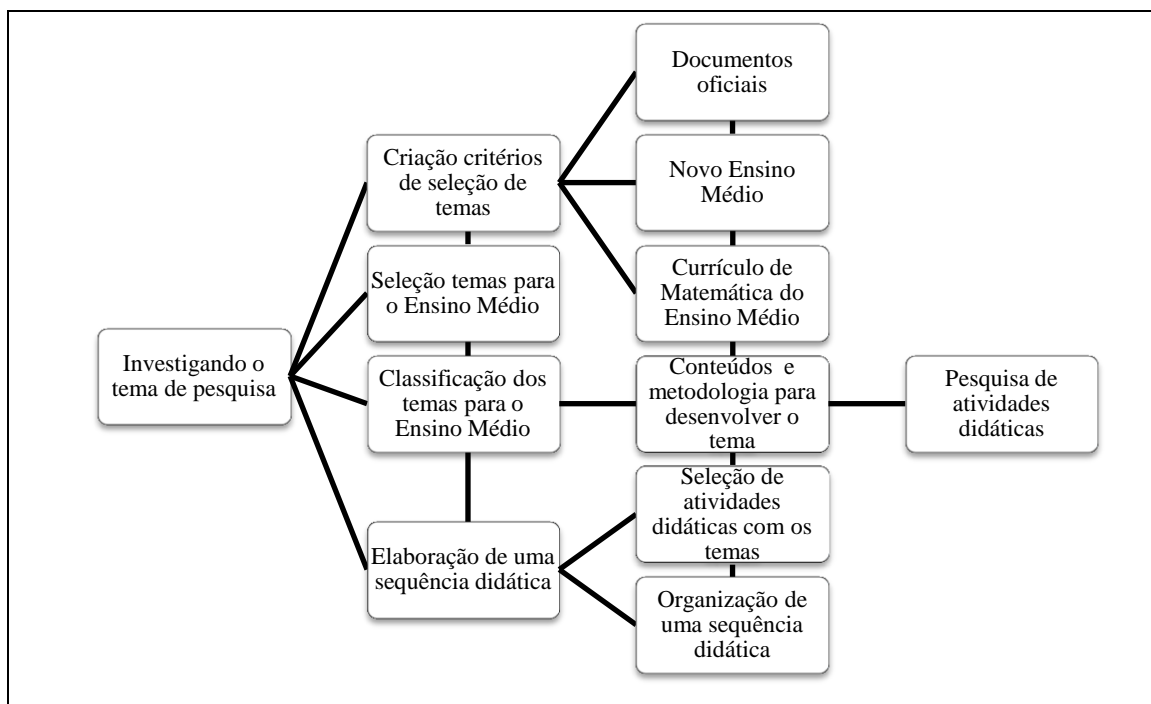 Investigando o
tema de pesquisa
Criação critérios
de seleção de
temas
Seleção temas para
o Ensino Médio
Classificação dos
temas para o
Ensino Médio
Elaboração de uma
sequência didática
Documentos
oficiais
Novo Ensino
Médio
Currículo de
Matemática do
Ensino Médio
Conteúdos e
metodologia para
desenvolver o
tema
Seleção de
atividades
didáticas com os
temas
Organização de
uma sequência
didática
Pesquisa de
atividades
didáticas